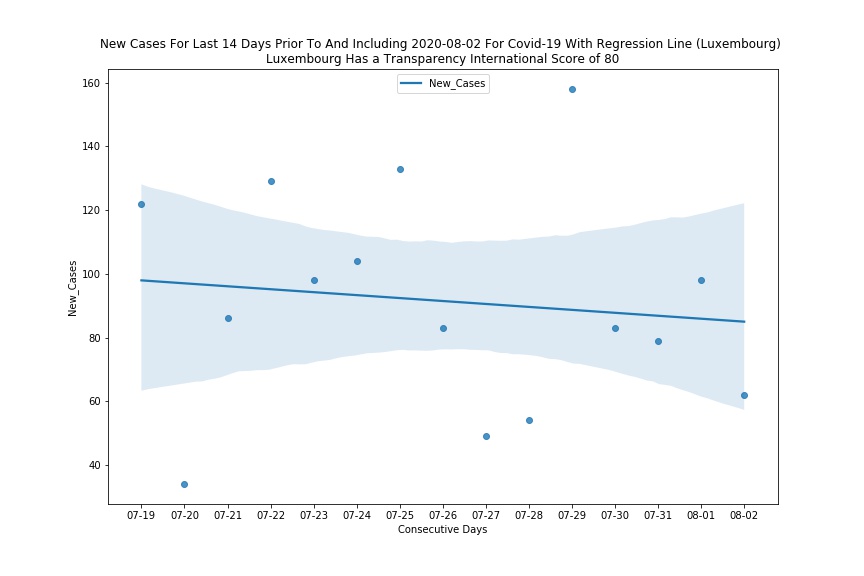 New Cases For Last 14 Days Prior To And Including 2020-08-02 For Covid-19 With Regression Line (Luxembourg)
Luxembourg Has a Transparency International Score of 80
New_Cases
160
140
120
100
80
60
40
New_Cases
07-19 07-20 07-21 07-22 07-23 07-24 07-25 07-26 07-27 07-28 07-29 07-30 07-31 08-01 08-02
Consecutive Days